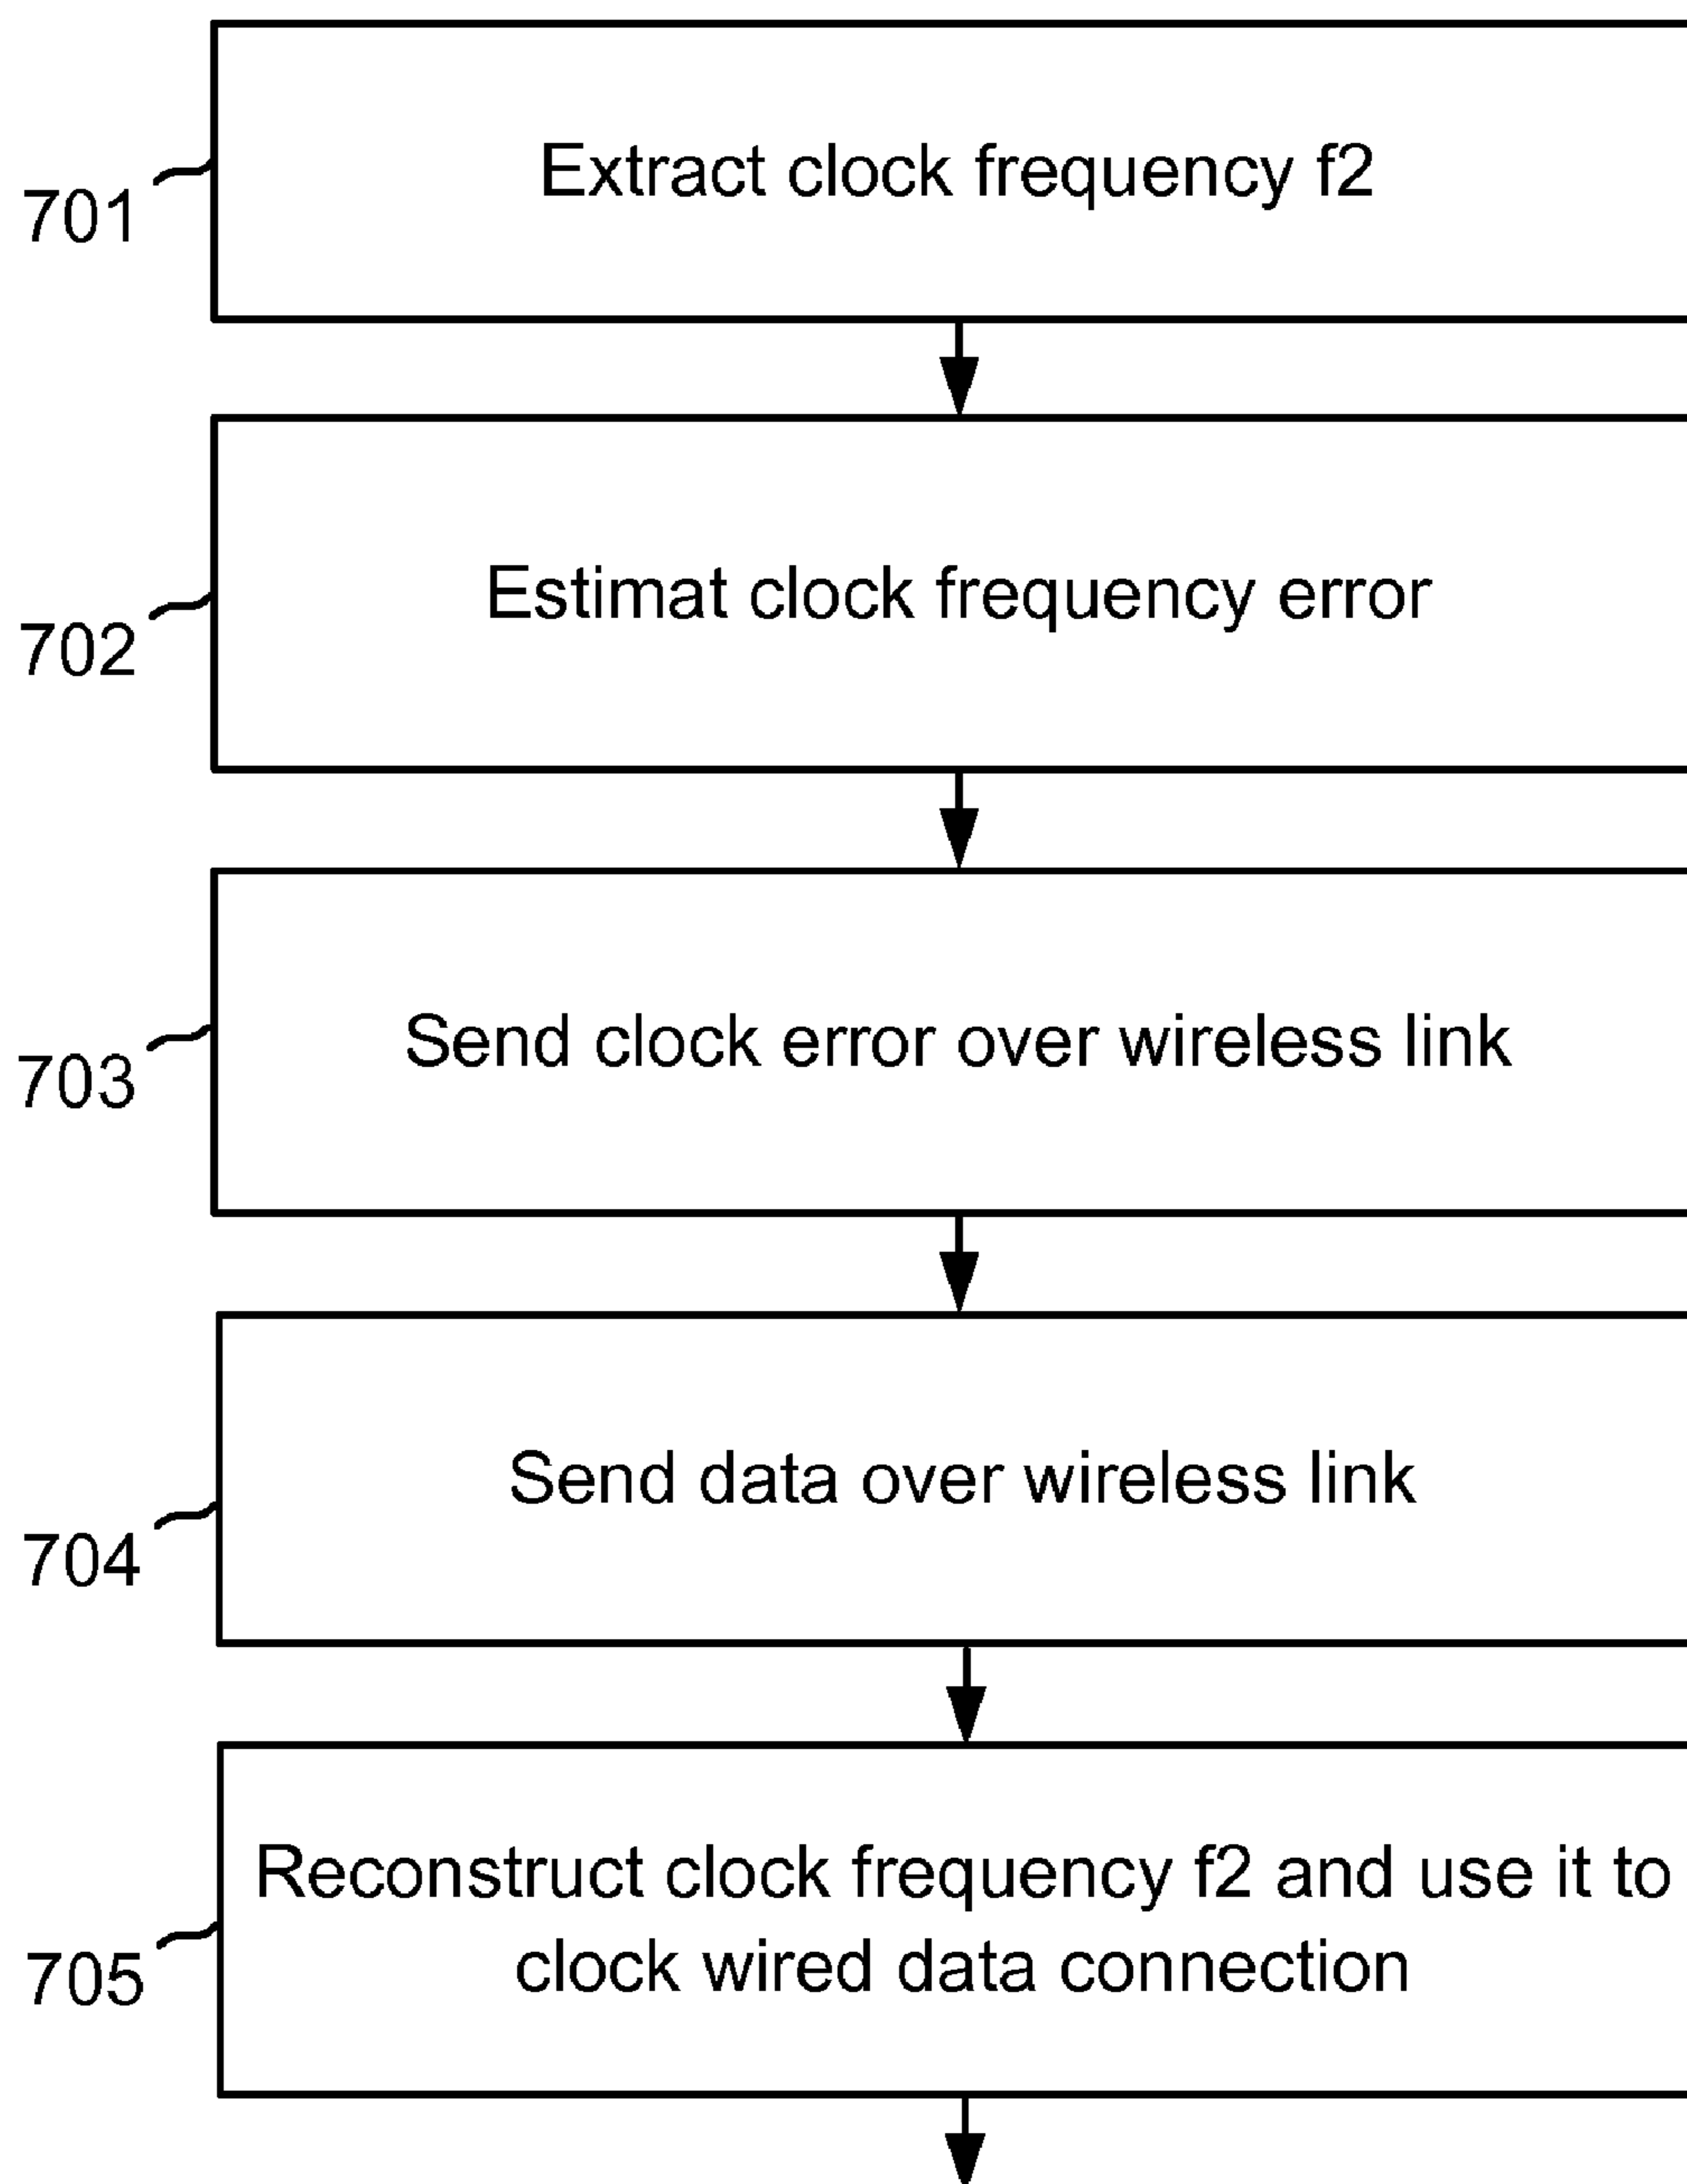 Extract clock frequency f2
701
Estimat clock frequency error
702
Send clock error over wireless link
703
Send data over wireless link
704
Reconstruct clock frequency f2 and use it to
clock wired data connection
705